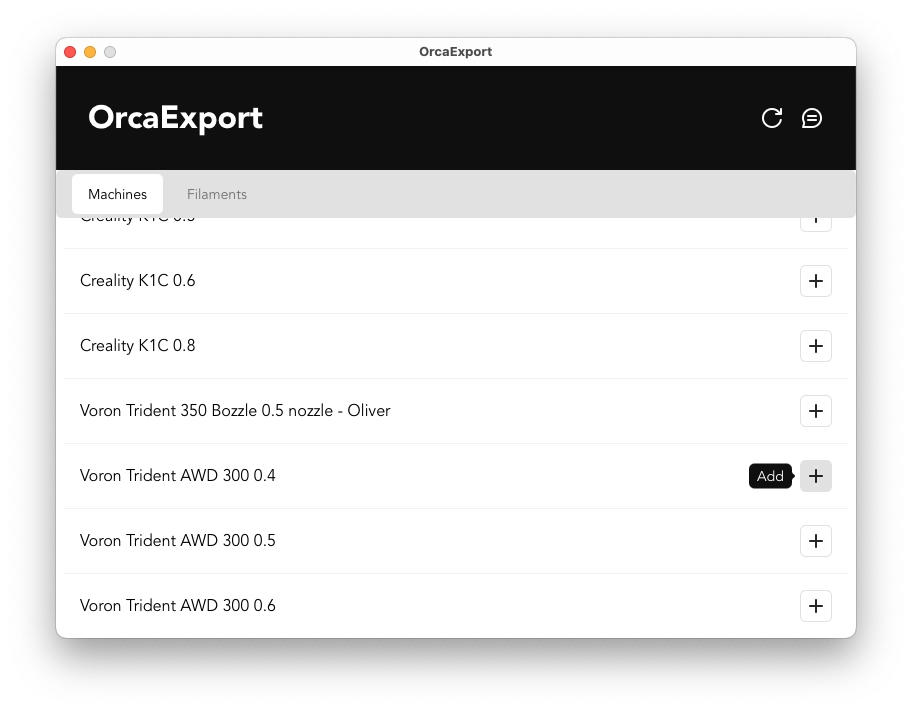 OrcaExport
OrcaExport
Machines
Filaments
Creality K1C 0.6
Creality K1C 0.8
Voron Trident 350 Bozzle 0.5 nozzle - Oliver
Voron Trident AWD 300 0.4
Add
Voron Trident AWD 300 0.5
Voron Trident AWD 300 0.6